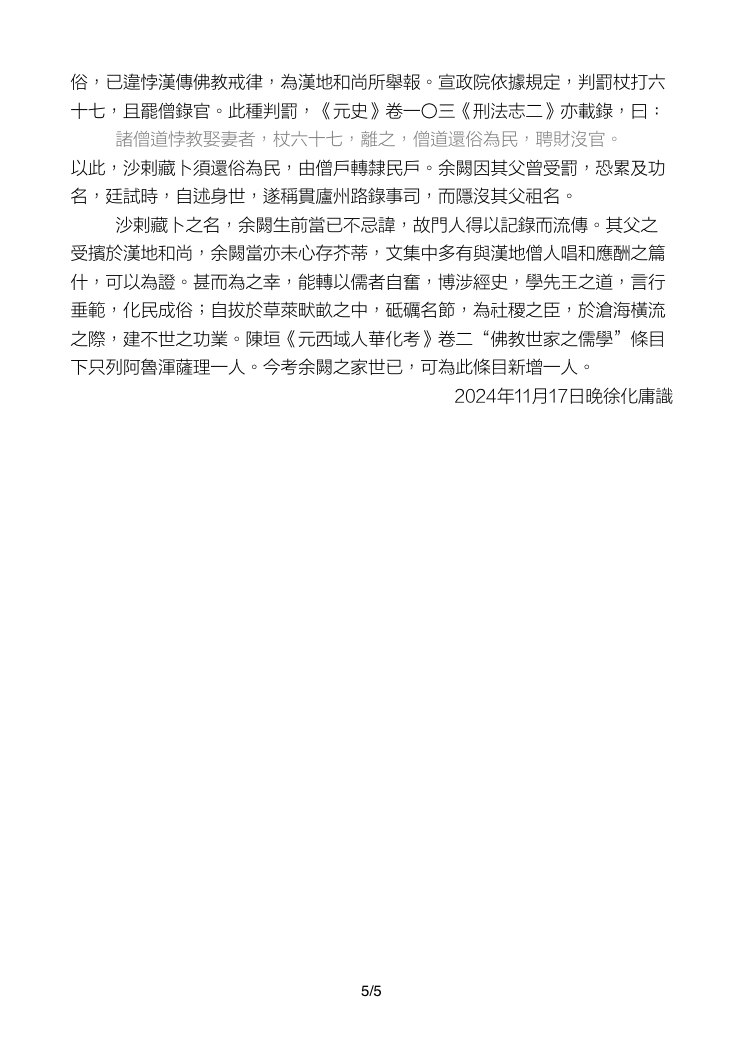 俗，已違悖漢傳佛教戒律，為漢地和尚所舉報。宣政院依據規定，判罰杖打六
十七，且罷僧錄官。此種判罰，《元史》卷一〇三《刑法志二》亦載錄，曰：
諸僧道悖教娶妻者，杖六十七，離之，僧道還俗為民，聘財沒官。
以此，沙剌藏卜須還俗為民，由僧戶轉隸民戶。余闕因其父曾受罰，恐累及功
名，廷試時，自述身世，遂稱貫廬州路錄事司，而隱沒其父祖名。
沙剌藏卜之名，余闕生前當已不忌諱，故門人得以記錄而流傳。其父之
受擯於漢地和尚，余闕當亦未心存芥蒂，文集中多有與漢地僧人唱和應酬之篇
什，可以為證。甚而為之幸，能轉以儒者自奮，博涉經史，學先王之道，言行
垂範，化民成俗；自拔於草萊畎畝之中，砥礪名節，為社稷之臣，於滄海橫流
之際，建不世之功業。陳垣《元西域人華化考》卷二“佛教世家之儒學”條目
下只列阿魯渾薩理一人。今考余闕之家世已，可為此條目新增一人。
2024年11月17日晚徐化庸識
5/5